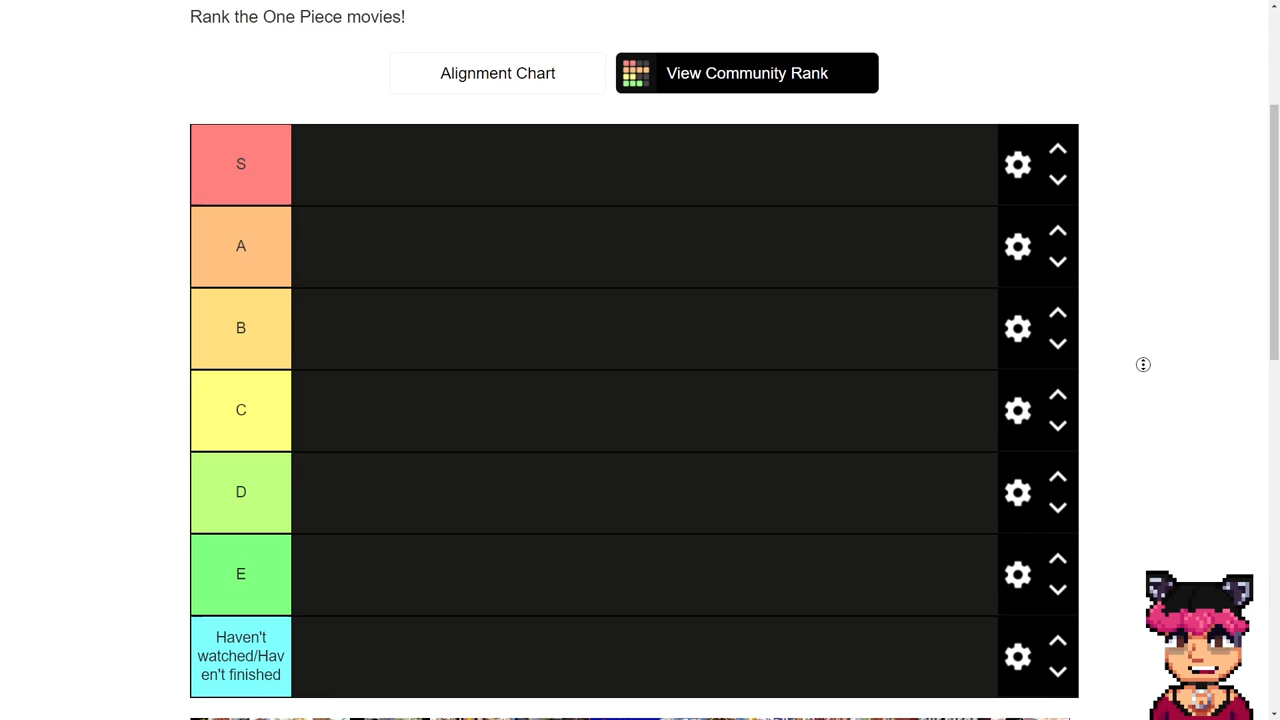 Rank the One Piece movies!
Alignment Chart
View Community Rank
S
A
B
C
D
E
Haven't
watched/Hav
en't finished